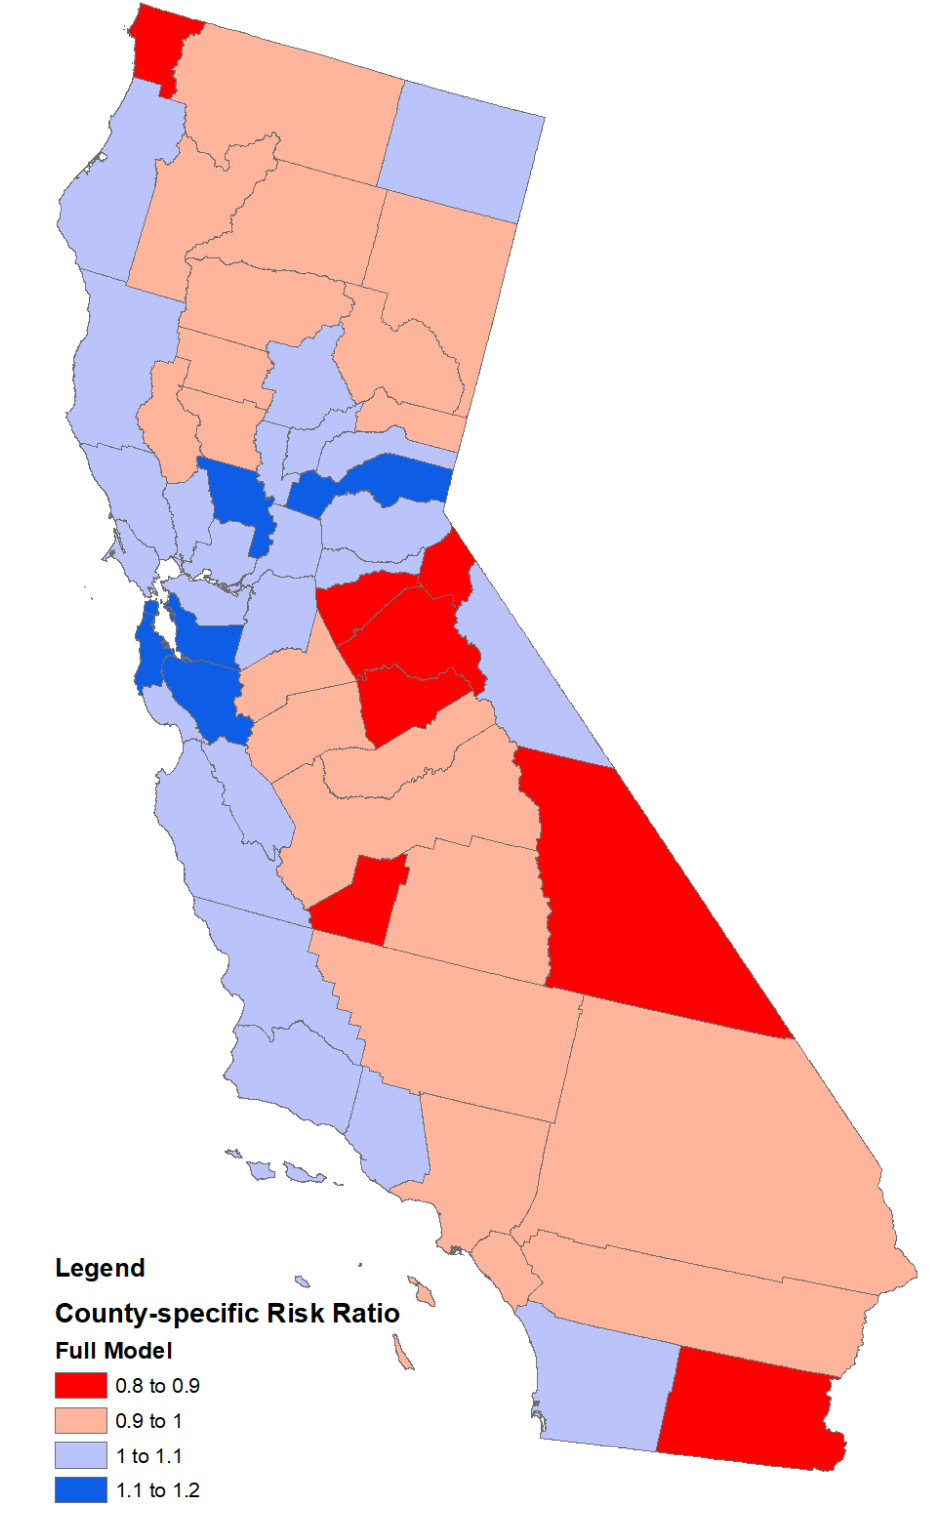 Legend
County-specific Risk Ratio
Full Model
0.8 to 0.9
0.9 to 1
1 to 1.1
1.1 to 1.2